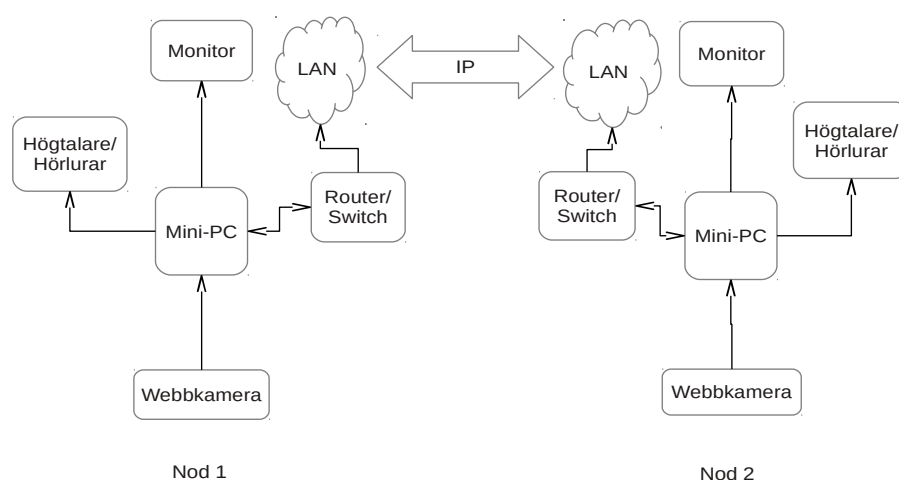 Monitor
LAN
IP
LAN
Monitor
Högtalare/
Hörlurar
Router/
Switch
Mini-PC
Router/
Switch
Mini-PC
Högtalare/
Hörlurar
Webbkamera
Webbkamera
Nod 1
Nod 2